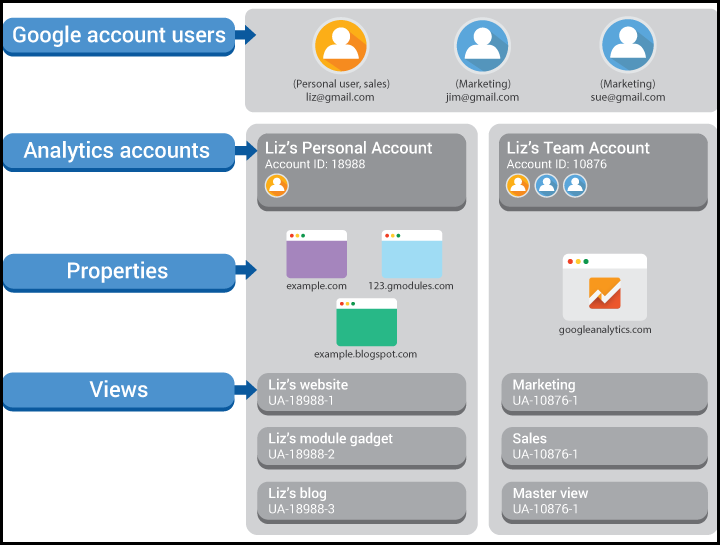 Google account users
(Personal user, sales)
liz@gmail.com
(Marketing)
jim@gmail.com
(Marketing)
sue@gmail.com
Analytics accounts
Liz's Personal Account
Account ID: 18988
Liz's Team Account
Account ID: 10876
Properties
example.com
123.gmodules.com
example.blogspot.com
googleanalytics.com
Views
Liz's website
UA-18988-1
Liz's module gadget
UA-18988-2
Liz's blog
UA-18988-3
Marketing
UA-10876-1
Sales
UA-10876-1
Master view
UA-10876-1